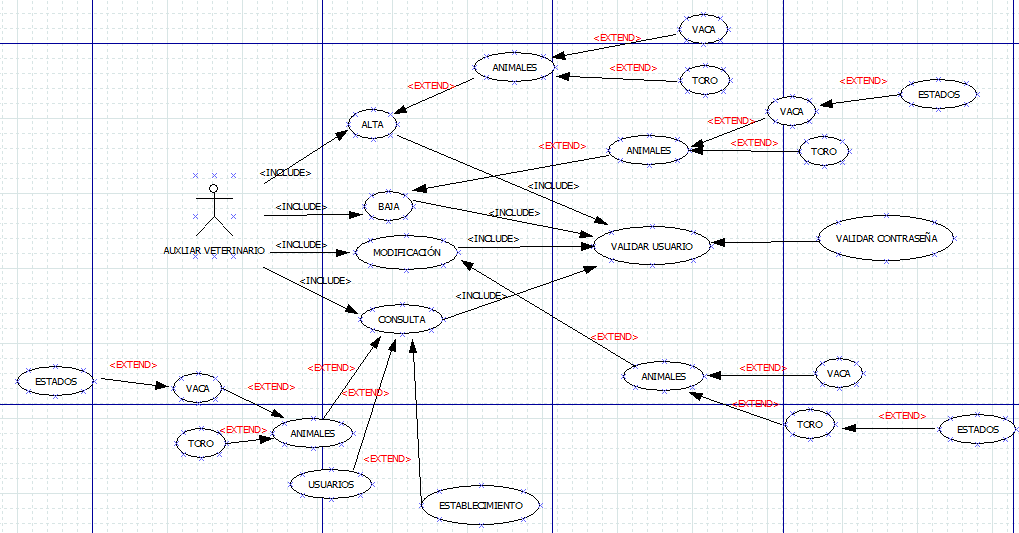 VACA
<EXTEND>
ANIMALES
<EXTEND>
TORO
<EXTEND>
<EXTEND>
ESTADOS
VACA
ALTA
<EXTEND>
<EXTEND>
<EXTEND>
ANIMALES
TORO
<INCLUDE>
<INCLUDE>
<INCLUDE>
BAJA
<INCLUDE>
AUXLIAR VETERINARIO
<INCLUDE>
MODIFICACIÓN
<INCLUDE>
VALIDAR USUARIO
VALIDAR CONTRASEÑA
<INCLUDE>
<INCLUDE>
CONSULTA
<EXTEND>
<EXTEND>
<EXTEND>
<EXTEND>
ESTADOS
VACA
<EXTEND>
<EXTEND>
ANIMALES
VACA
<EXTEND>
<EXTEND>
TORO
<EXTEND>
ANIMALES
TORO
ESTADOS
<EXTEND>
USUARIOS
ESTABLECIMIENTO